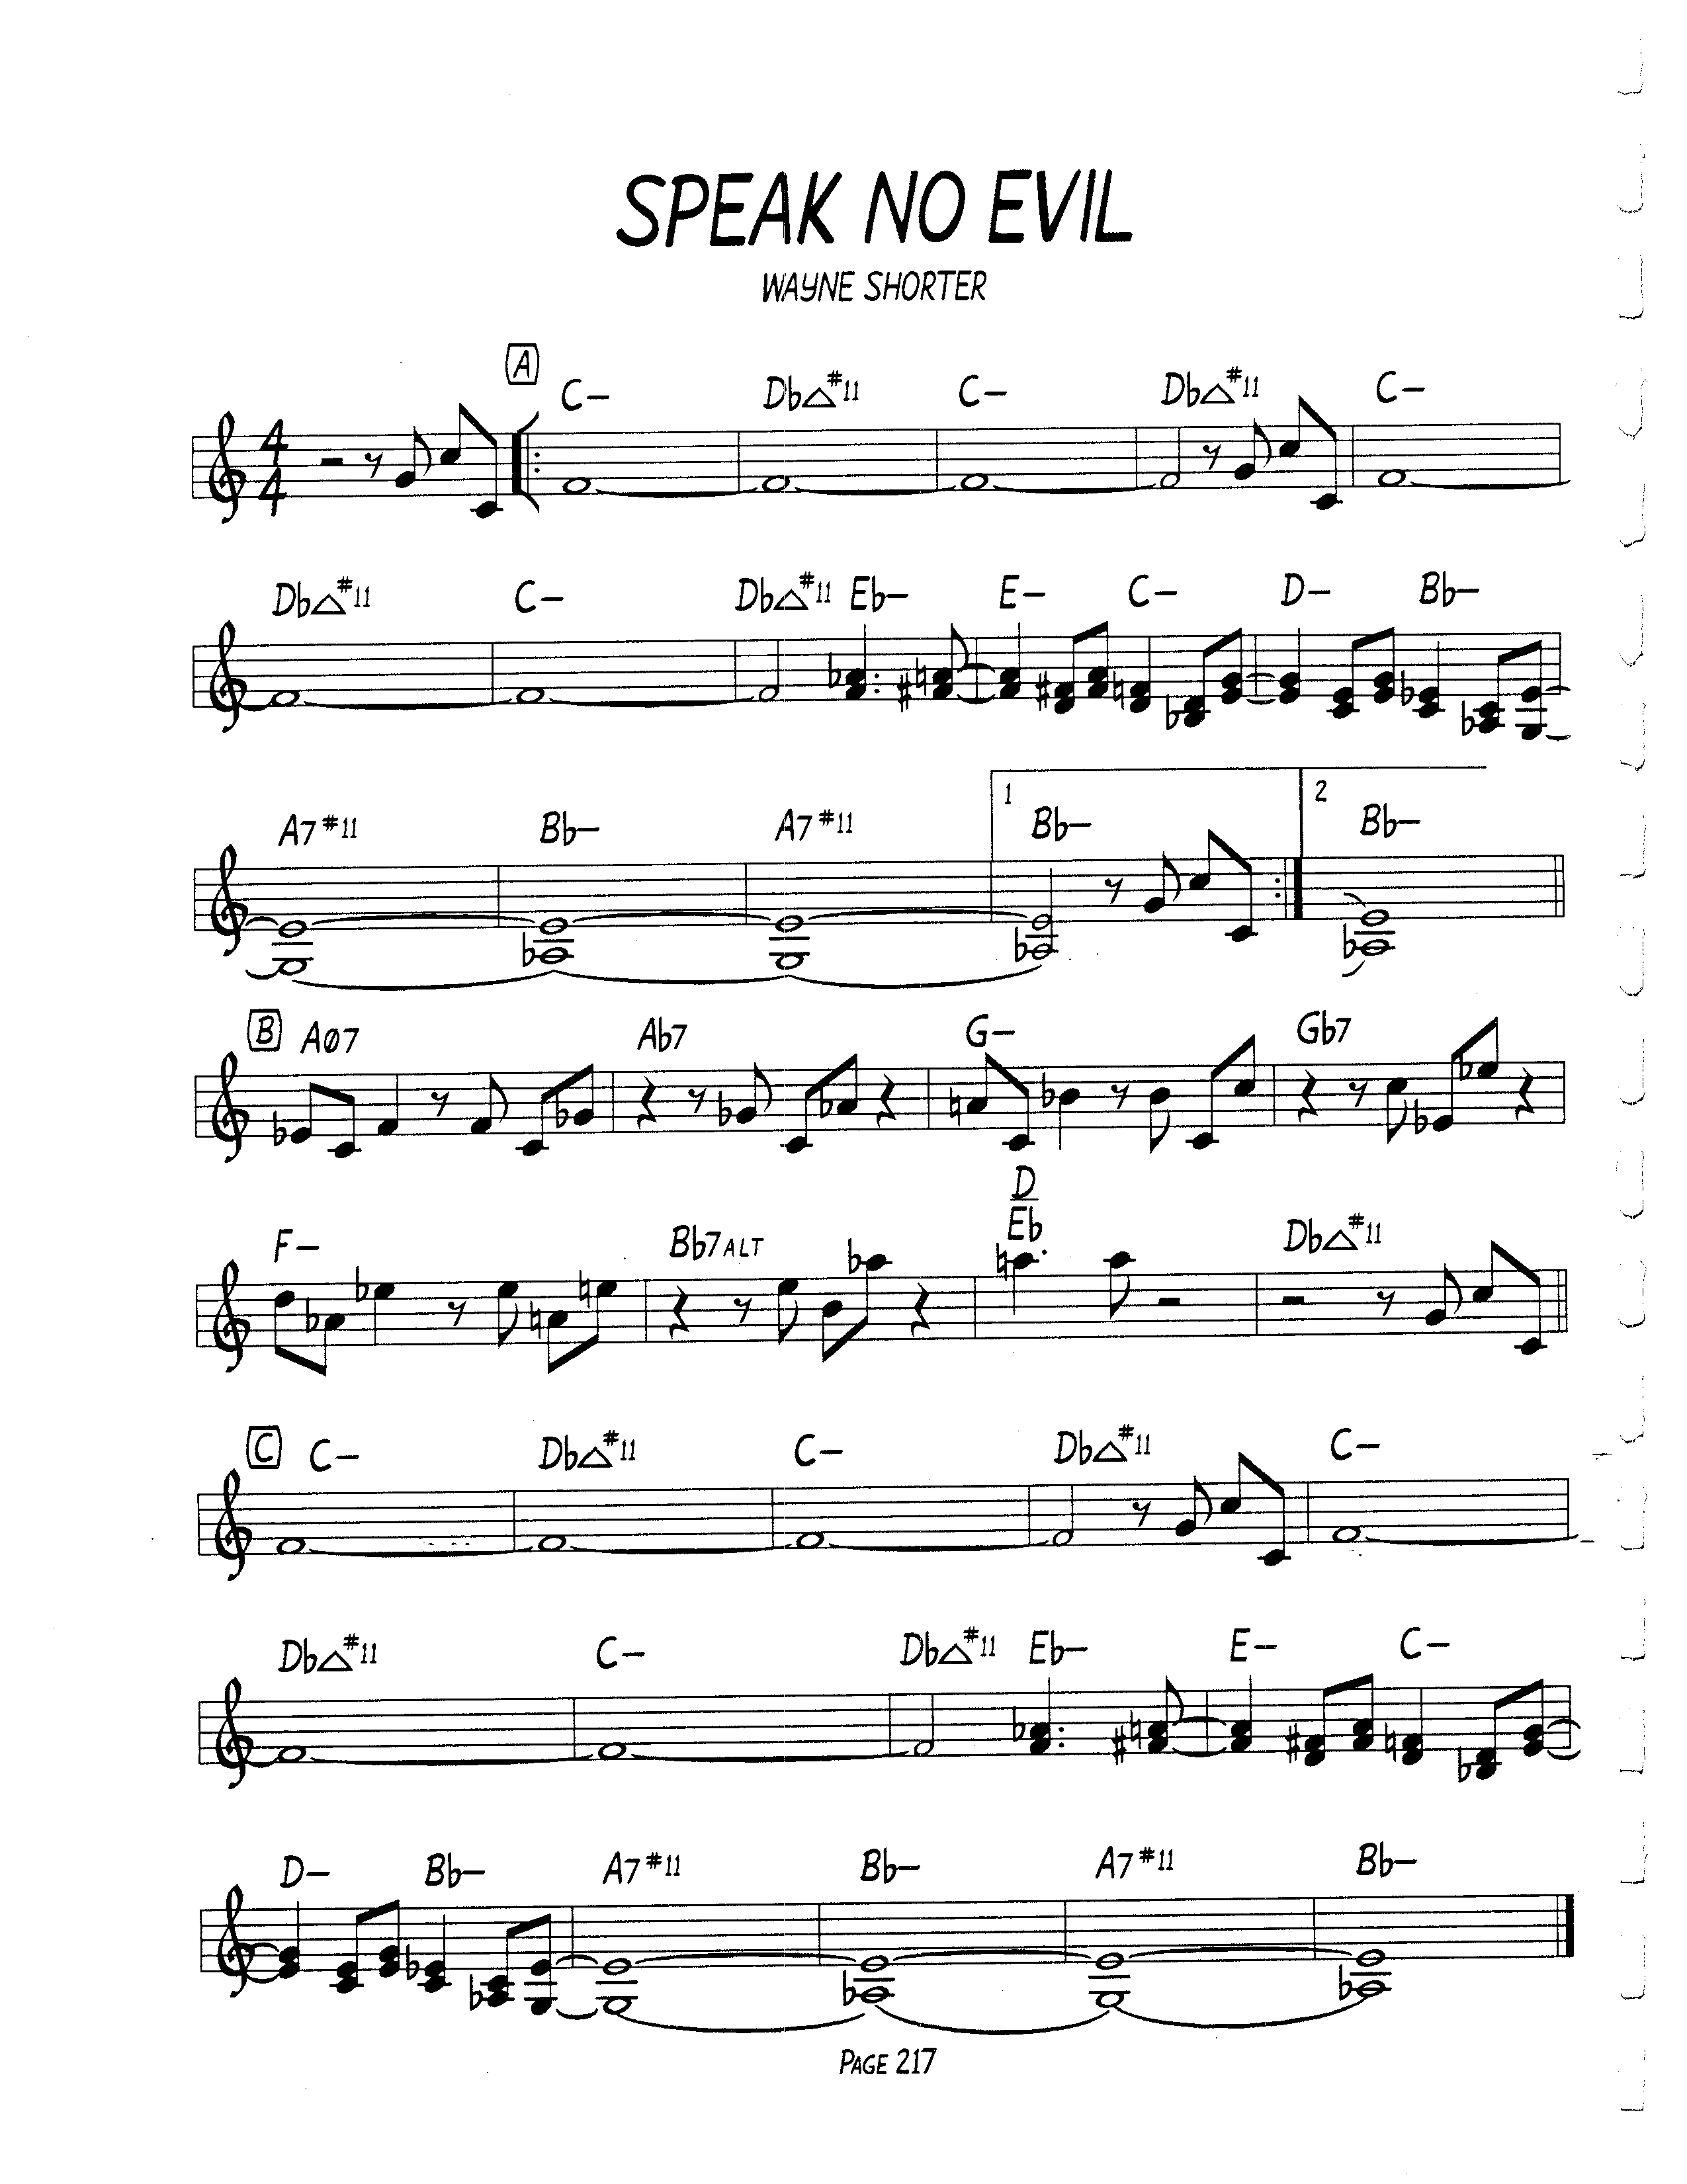 SPEAK NO EVIL
WAYNE SHORTER
A
C– Db△#11 C– Db△#11 C–
4
4
Db△#11 C– Db△#11 Eb– E– C– D– Bb–
1 2
A7#11 Bb– A7#11 Bb– Bb–
B AØ7 Ab7 G– Gb7
F– Bb7ALT D/Eb Db△#11
C C– Db△#11 C– Db△#11 C–
Db△#11 C– Db△#11 Eb– E– C–
D– Bb– A7#11 Bb– A7#11 Bb–
PAGE 217